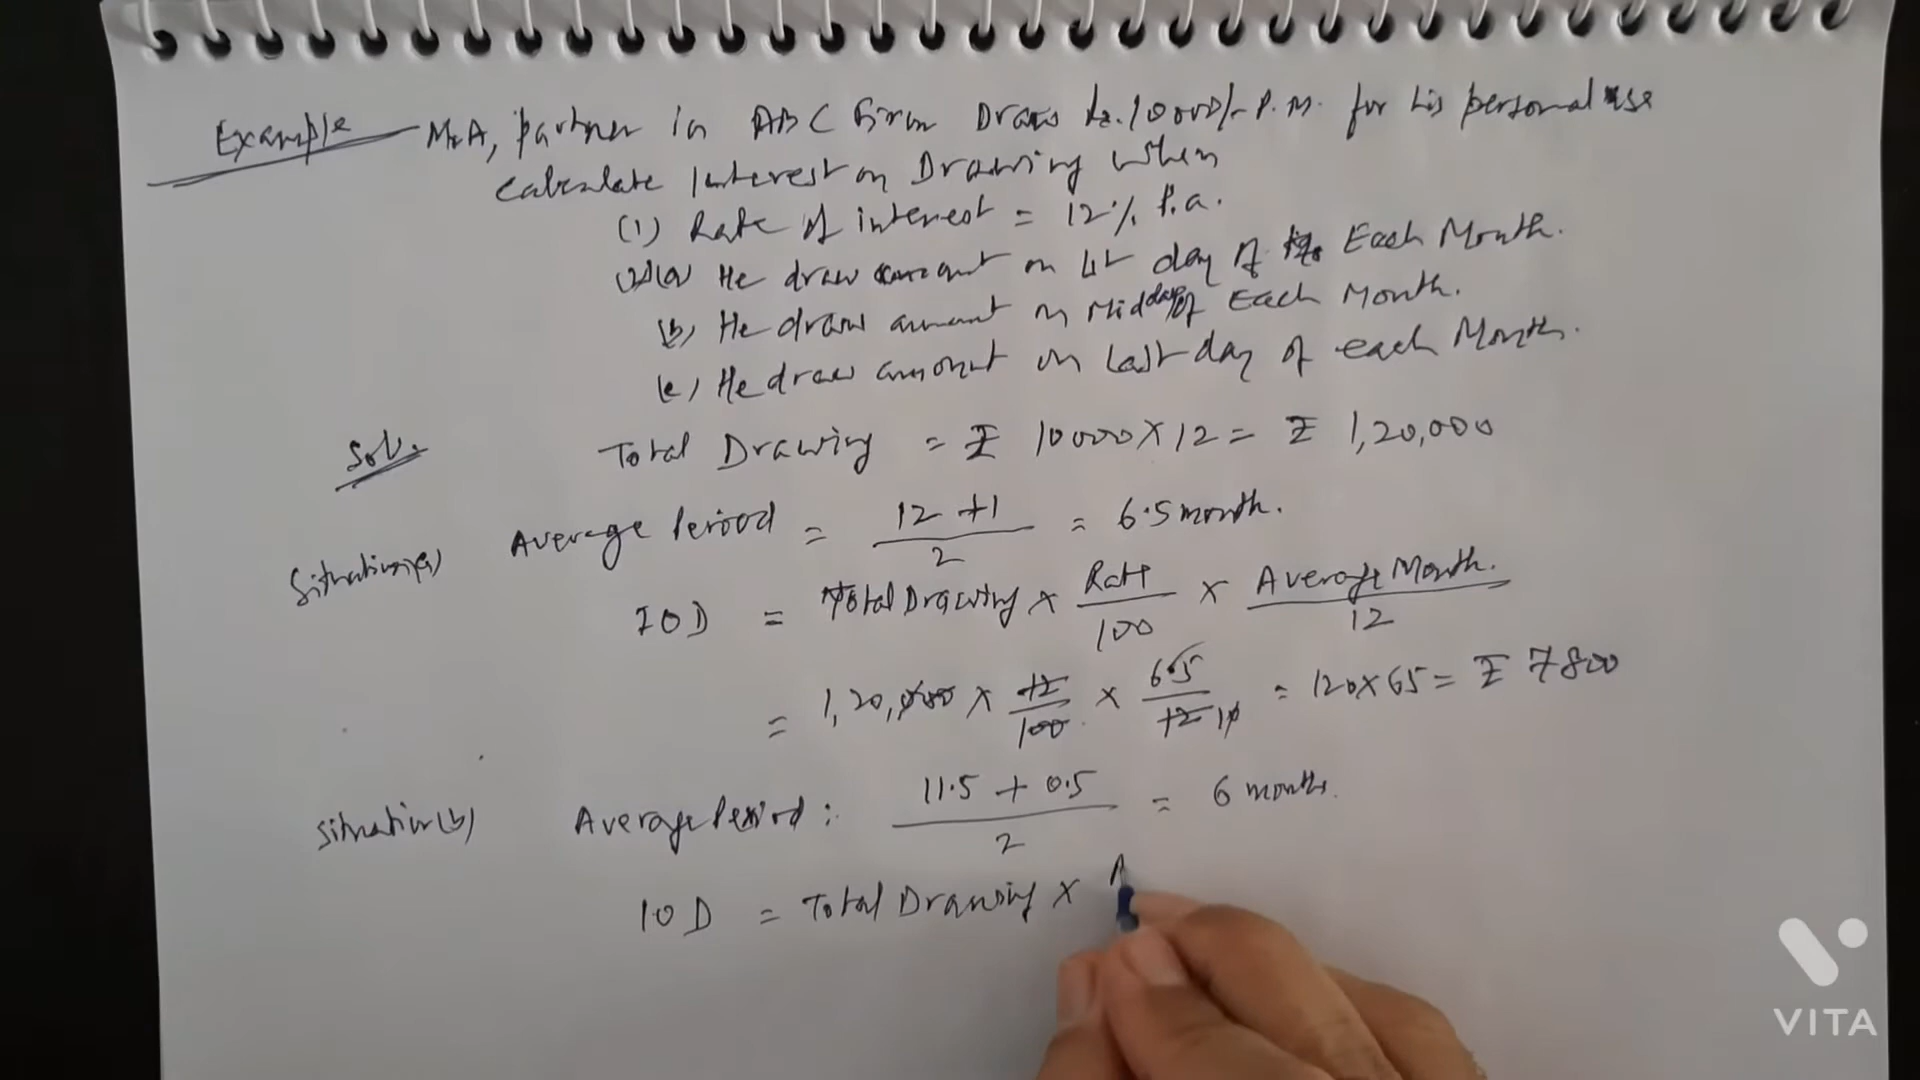 Example Mr A, partner in ABC Firm Draws Rs. 10000/- P.M. for his personal use
Calculate Interest on Drawing when
(1) Rate of interest = 12% P.a.
(2) (a) He draw amount on 1st day of Each Month.
(b) He draw amount on Mid day of Each Month.
(c) He draw amount on last day of each Month.
Sol. Total Drawing = ₹ 10000 X 12 = ₹ 1,20,000
Situation (a) Average Period = 12 + 1 / 2 = 6.5 month.
IOD = Total Drawing x Rate / 100 x Average Month. / 12
= 1,20,000 x 12 / 100 x 6.5 / 12 10 = 120 x 65 = ₹ 7800
Situation (b) Average Period : 11.5 + 0.5 / 2 = 6 months.
IOD = Total Drawing x
VITA